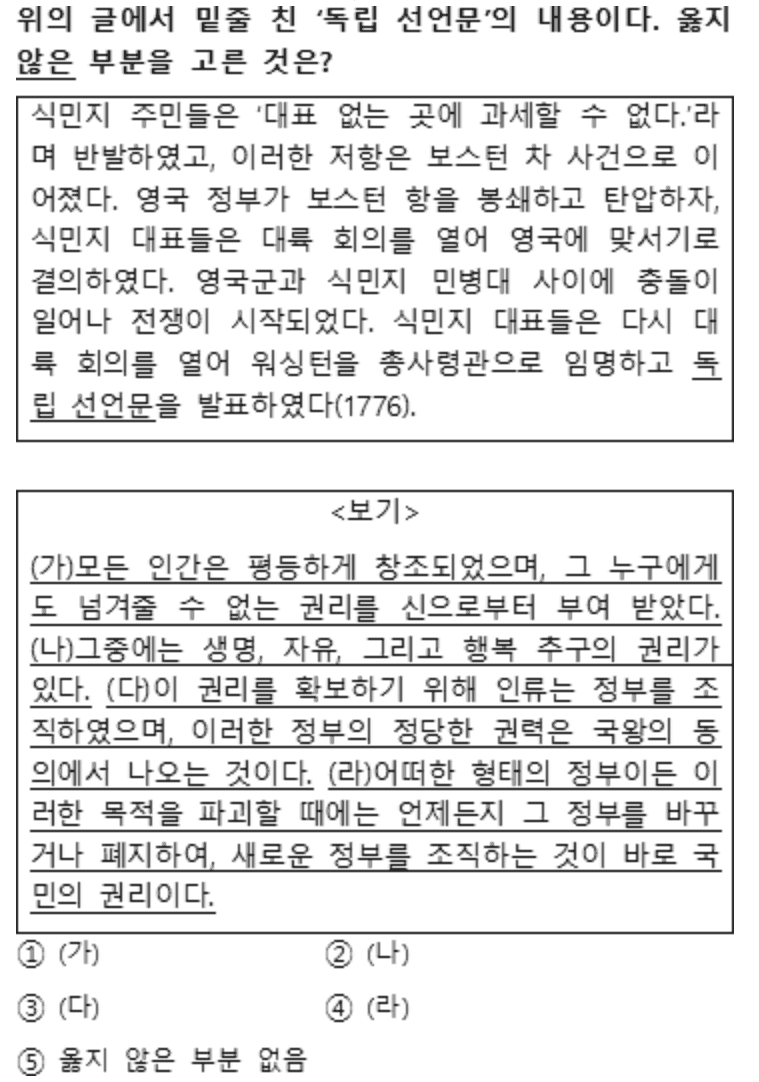 위의 글에서 밑줄 친 ‘독립 선언문’의 내용이다. 옳지
않은 부분을 고른 것은?
식민지 주민들은 ‘대표 없는 곳에 과세할 수 없다.’라
며 반발하였고, 이러한 저항은 보스턴 차 사건으로 이
어졌다. 영국 정부가 보스턴 항을 봉쇄하고 탄압하자,
식민지 대표들은 대륙 회의를 열어 영국에 맞서기로
결의하였다. 영국군과 식민지 민병대 사이에 충돌이
일어나 전쟁이 시작되었다. 식민지 대표들은 다시 대
륙 회의를 열어 워싱턴을 총사령관으로 임명하고 독
립 선언문을 발표하였다(1776).
<보기>
(가)모든 인간은 평등하게 창조되었으며, 그 누구에게
도 넘겨줄 수 없는 권리를 신으로부터 부여 받았다.
(나)그중에는 생명, 자유, 그리고 행복 추구의 권리가
있다. (다)이 권리를 확보하기 위해 인류는 정부를 조
직하였으며, 이러한 정부의 정당한 권력은 국왕의 동
의에서 나오는 것이다. (라)어떠한 형태의 정부이든 이
러한 목적을 파괴할 때에는 언제든지 그 정부를 바꾸
거나 폐지하여, 새로운 정부를 조직하는 것이 바로 국
민의 권리이다.
① (가) ② (나)
③ (다) ④ (라)
⑤ 옳지 않은 부분 없음